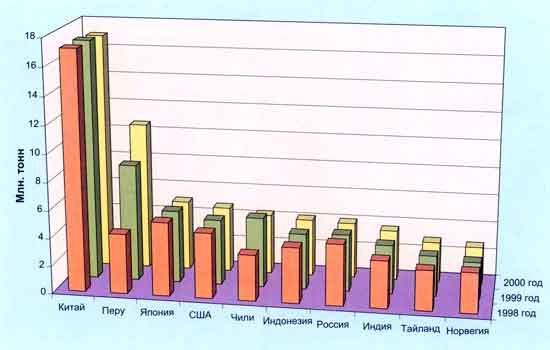 Млн. тонн
18
16
14
12
10
8
6
4
2
0
Китай
Перу
Япония
США
Чили
Индонезия
Россия
Индия
Тайланд
Норвегия
2000 год
1999 год
1998 год